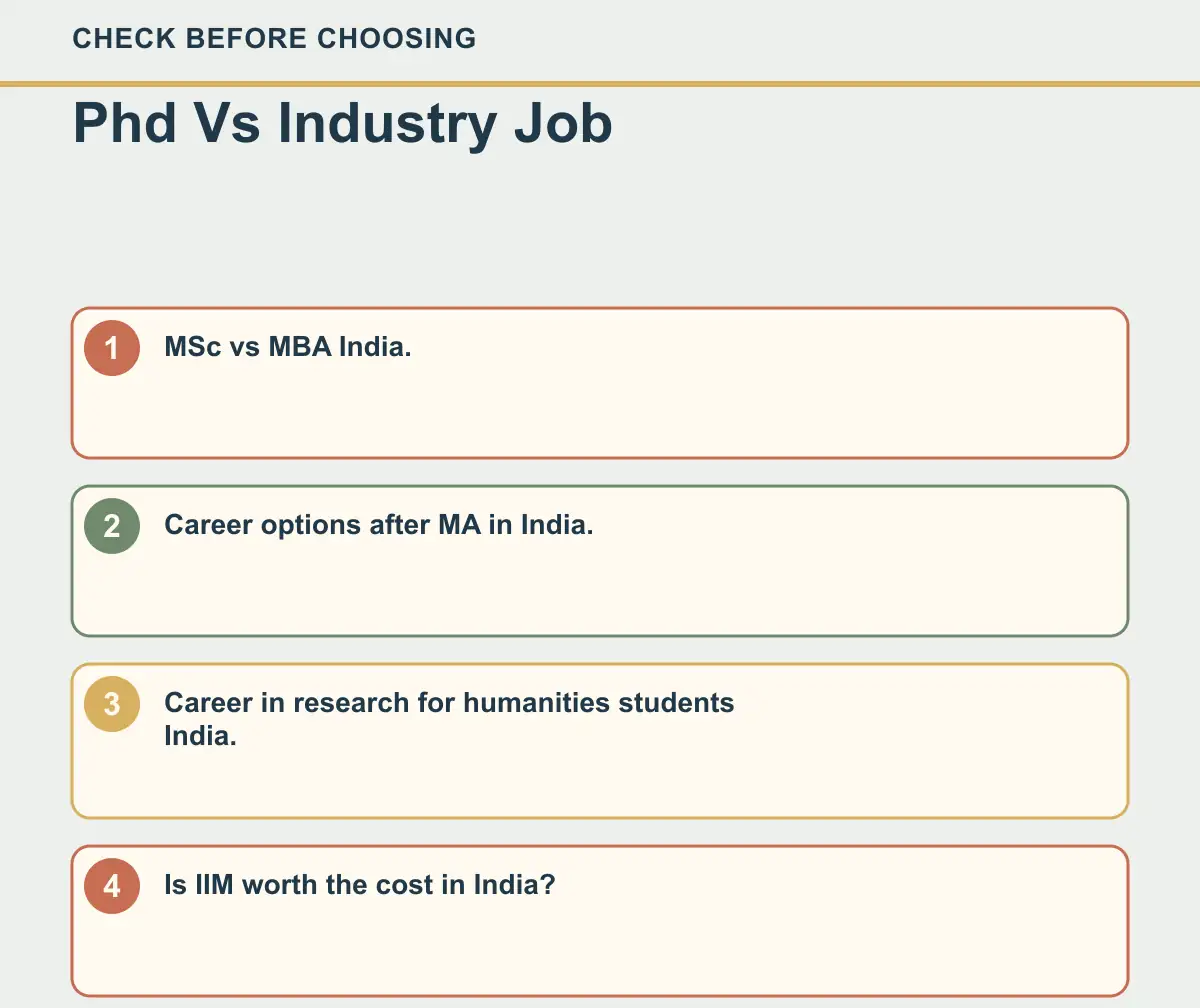 CHECK BEFORE CHOOSING
Phd Vs Industry Job
1
MSc vs MBA India.
2
Career options after MA in India.
3
Career in research for humanities students
India.
4
Is IIM worth the cost in India?